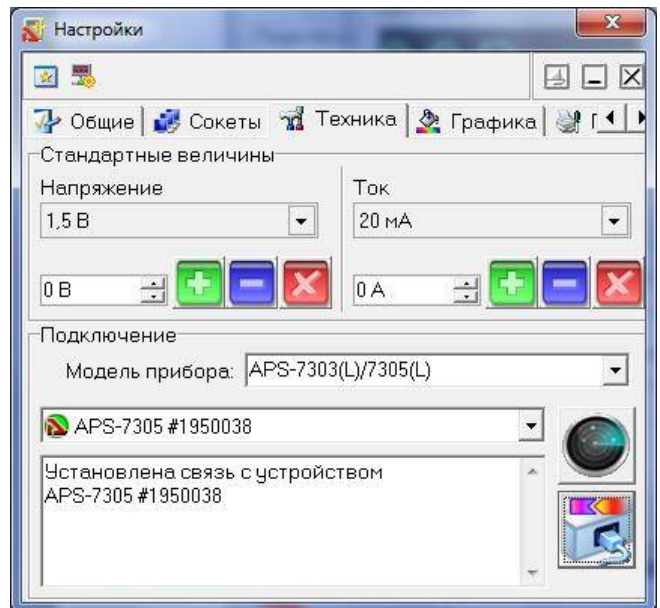 Настройки
Общие Сокеты Техника Графика
Стандартные величины
Напряжение Ток
1,5 В 20 мА
0 В 0 А
Подключение
Модель прибора: APS-7303(L)/7305(L)
APS-7305 #1950038
Установлена связь с устройством
APS-7305 #1950038